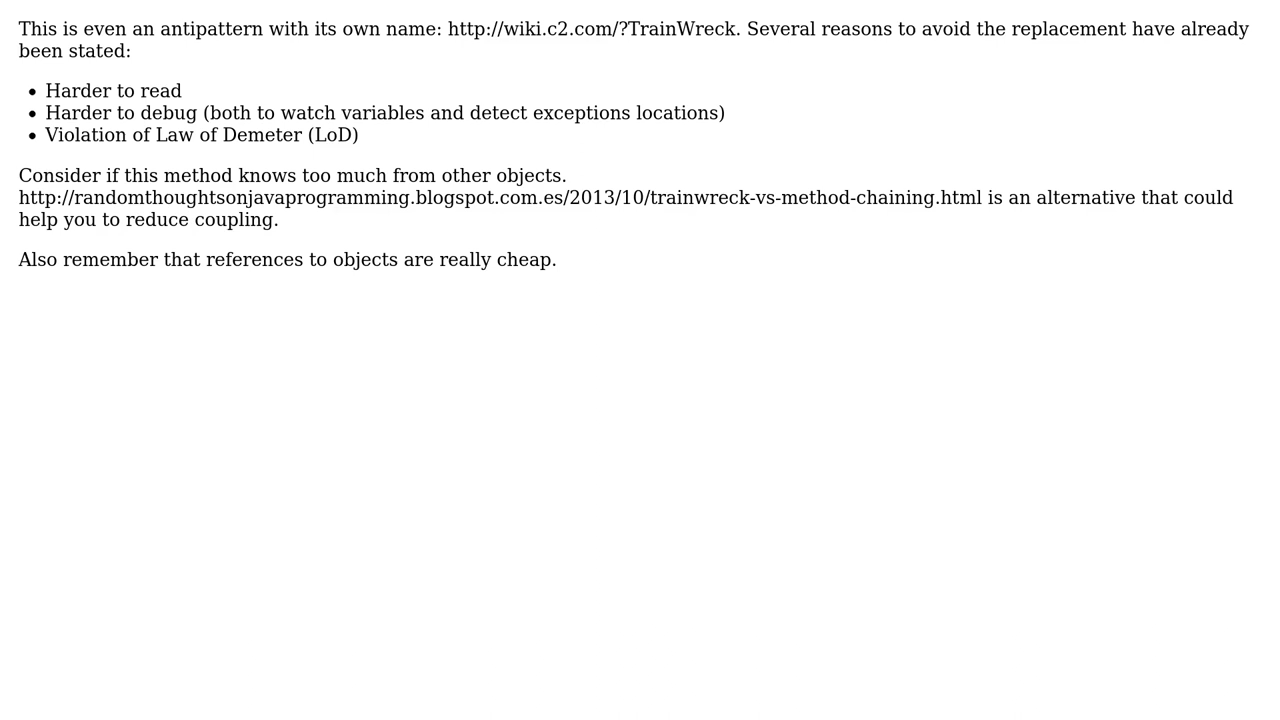 This is even an antipattern with its own name: http://wiki.c2.com/?TrainWreck. Several reasons to avoid the replacement have already
been stated:
• Harder to read
• Harder to debug (both to watch variables and detect exceptions locations)
• Violation of Law of Demeter (LoD)
Consider if this method knows too much from other objects.
http://randomthoughtsonjavaprogramming.blogspot.com.es/2013/10/trainwreck-vs-method-chaining.html is an alternative that could
help you to reduce coupling.
Also remember that references to objects are really cheap.